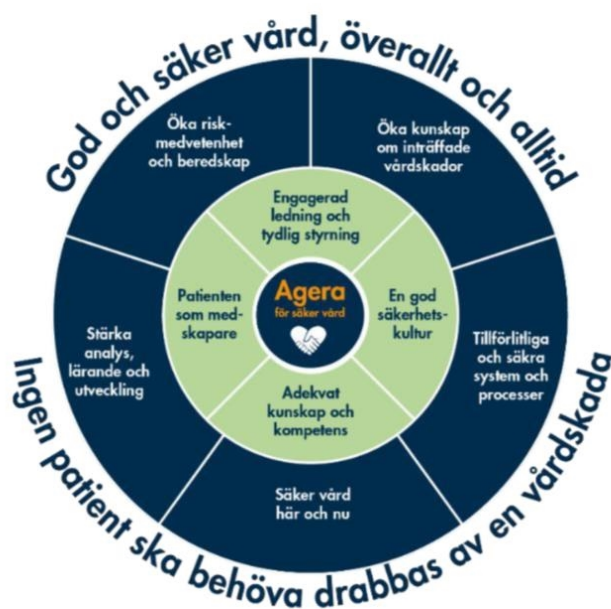 God och säker vård, överallt och alltid
Öka risk-
medvetenhet
och beredskap
Öka kunskap
om inträffade
vårdskador
Engagerad
ledning och
tydlig styrning
Patienten
som med-
skapare
Agera
för säker vård
En god
säkerhets-
kultur
Stärka
analys,
lärande och
utveckling
Tillförlitliga
och säkra
system och
processer
Adekvat
kunskap och
kompetens
Säker vård
här och nu
Ingen patient ska behöva drabbas av en vårdskada